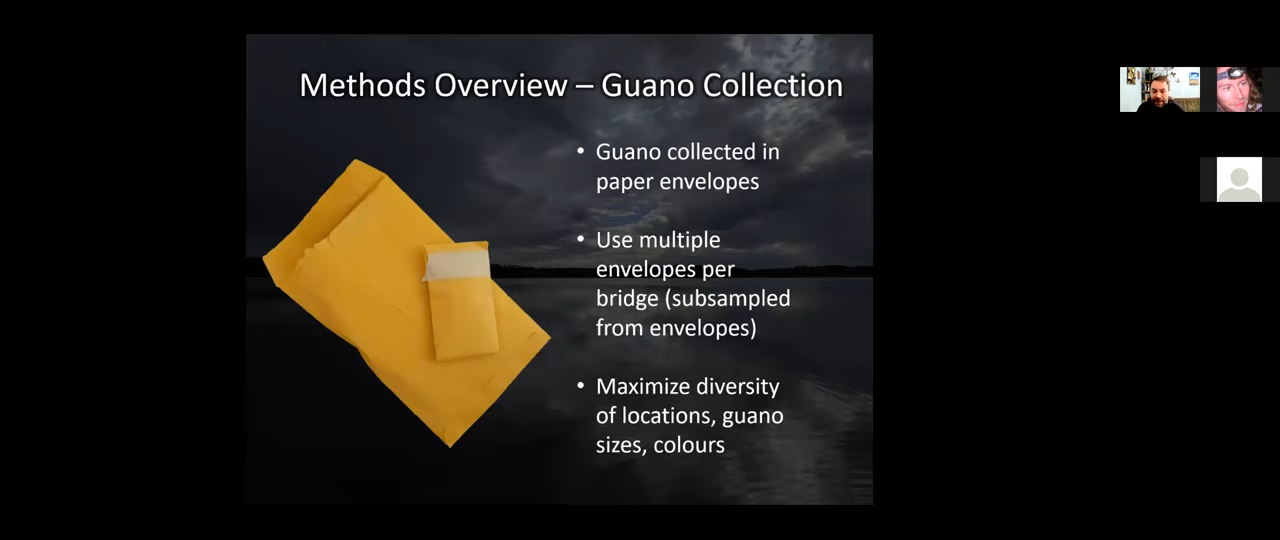 Methods Overview – Guano Collection
• Guano collected in
paper envelopes
• Use multiple
envelopes per
bridge (subsampled
from envelopes)
• Maximize diversity
of locations, guano
sizes, colours